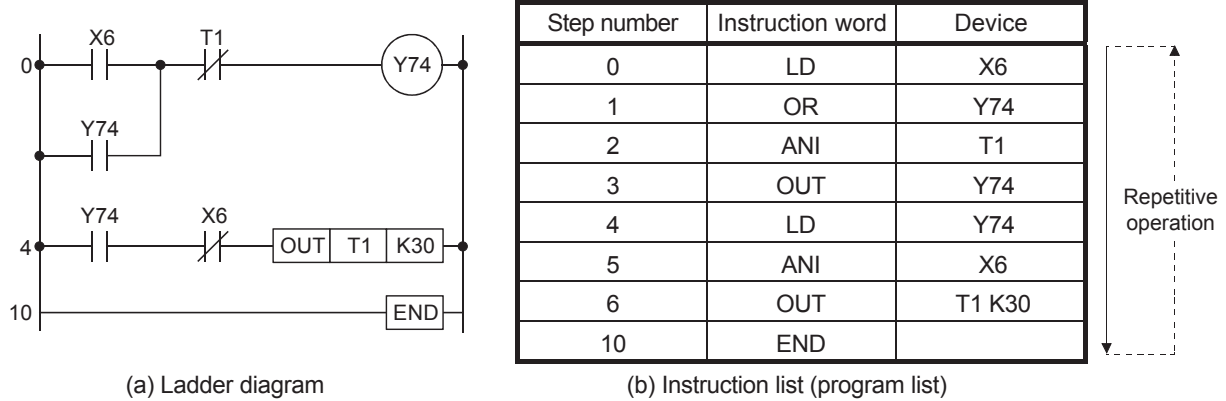 X6 T1
0 Y74
Y74
Y74 X6
4 OUT T1 K30
10 END
(a) Ladder diagram
Step number Instruction word Device
0 LD X6
1 OR Y74
2 ANI T1
3 OUT Y74
4 LD Y74
5 ANI X6
6 OUT T1 K30
10 END
Repetitive
operation
(b) Instruction list (program list)